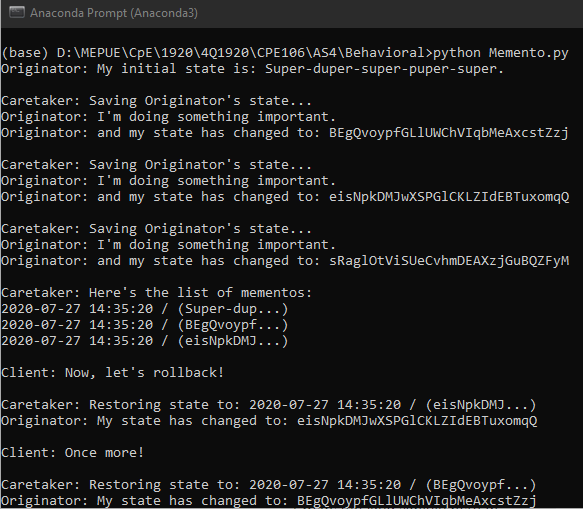 Anaconda Prompt (Anaconda3)
(base) D:\MEPUE\CpE\1920\4Q1920\CPE106\AS4\Behavioral>python Memento.py
Originator: My initial state is: Super-duper-super-puper-super.
Caretaker: Saving Originator's state...
Originator: I'm doing something important.
Originator: and my state has changed to: BEgQvoypfGLlUWChVIqbMeAxcstZzj
Caretaker: Saving Originator's state...
Originator: I'm doing something important.
Originator: and my state has changed to: eisNpkDMJwXSPGlCKLZIdEBTuxomqQ
Caretaker: Saving Originator's state...
Originator: I'm doing something important.
Originator: and my state has changed to: sRaglOtViSUeCvhmDEAXzjGuBQZFyM
Caretaker: Here's the list of mementos:
2020-07-27 14:35:20 / (Super-dup...)
2020-07-27 14:35:20 / (BEgQvoypf...)
2020-07-27 14:35:20 / (eisNpkDMJ...)
Client: Now, let's rollback!
Caretaker: Restoring state to: 2020-07-27 14:35:20 / (eisNpkDMJ...)
Originator: My state has changed to: eisNpkDMJwXSPGlCKLZIdEBTuxomqQ
Client: Once more!
Caretaker: Restoring state to: 2020-07-27 14:35:20 / (BEgQvoypf...)
Originator: My state has changed to: BEgQvoypfGLlUWChVIqbMeAxcstZzj